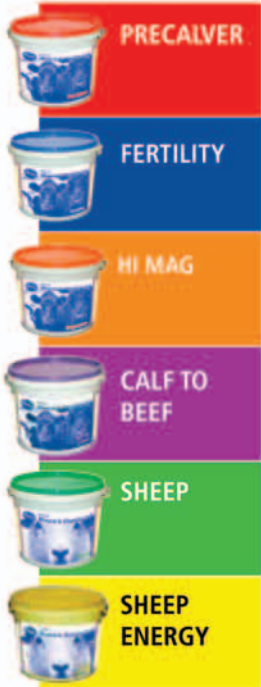 PRECALVER
FERTILITY
HI MAG
CALF TO
BEEF
SHEEP
SHEEP
ENERGY